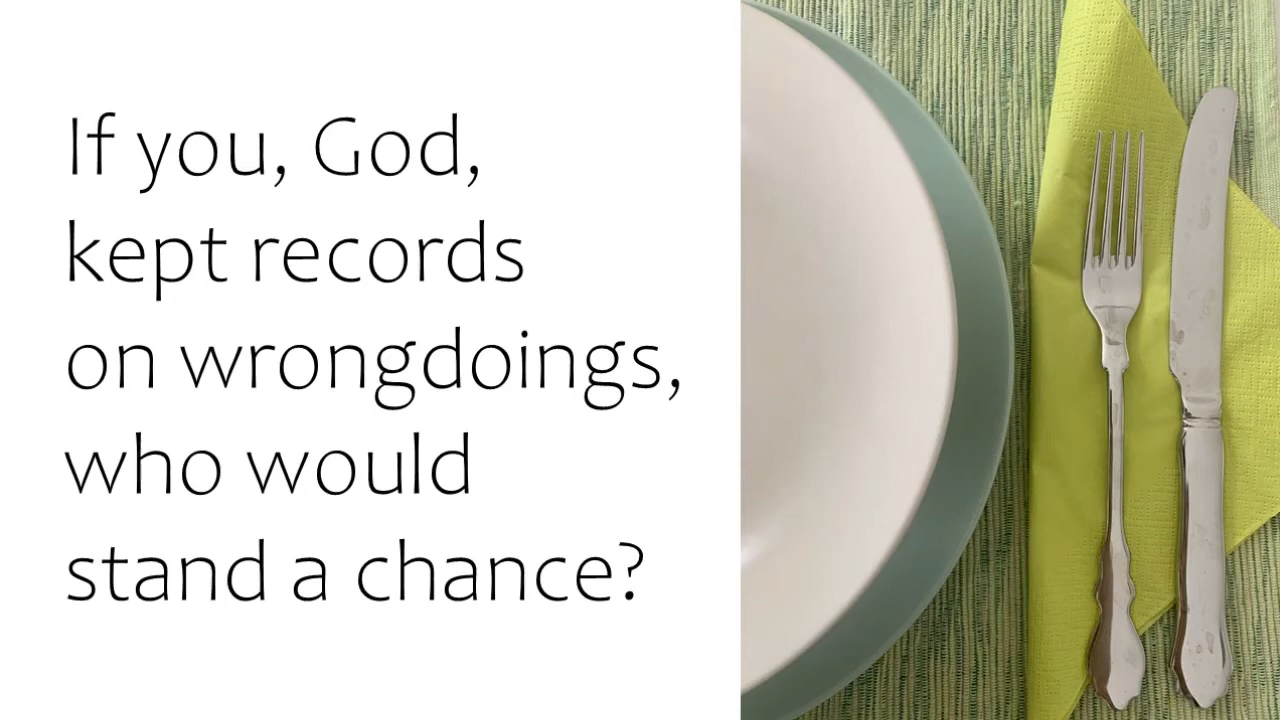 If you, God,
kept records
on wrongdoings,
who would
stand a chance?